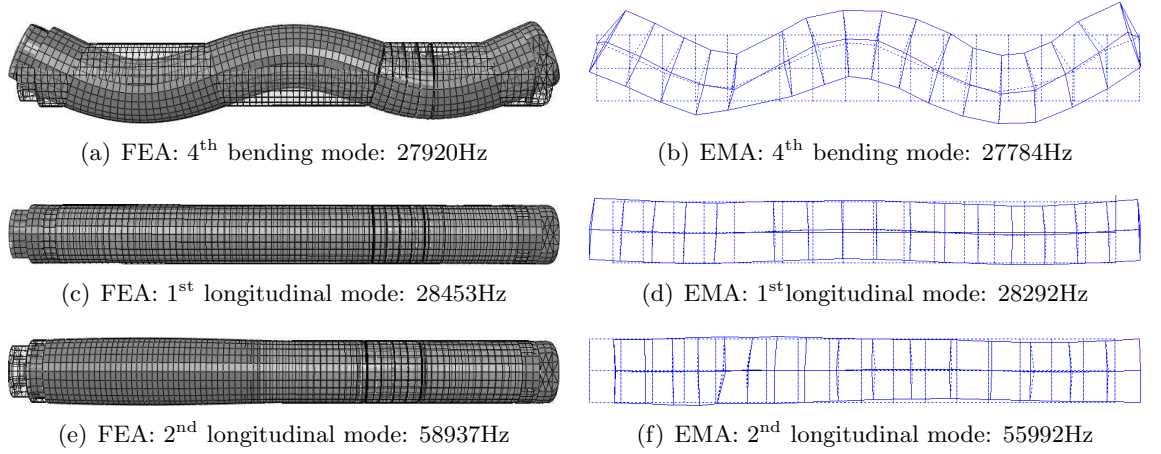 (a) FEA: 4th bending mode: 27920Hz
(b) EMA: 4th bending mode: 27784Hz
(c) FEA: 1st longitudinal mode: 28453Hz
(d) EMA: 1stlongitudinal mode: 28292Hz
(e) FEA: 2nd longitudinal mode: 58937Hz
(f) EMA: 2nd longitudinal mode: 55992Hz